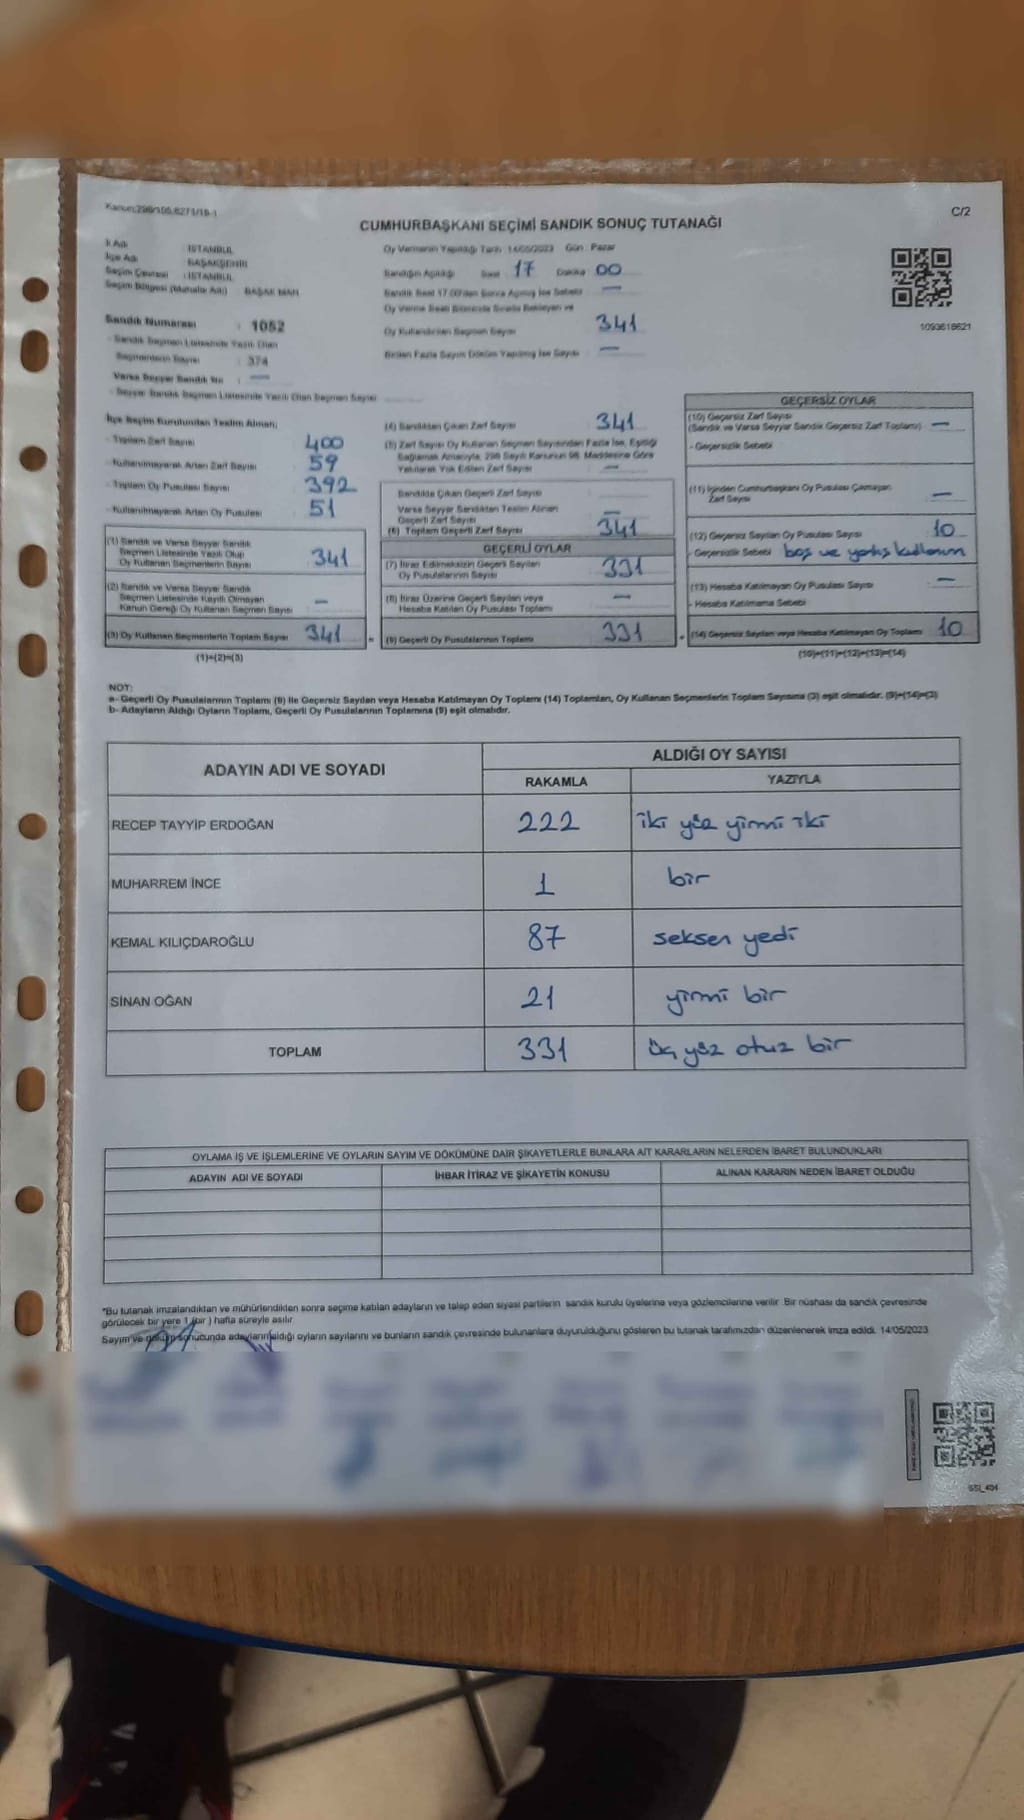 Kanun:298/105,6271/18-1
C/2
CUMHURBAŞKANI SEÇİMİ SANDIK SONUÇ TUTANAĞI
İl Adı : İSTANBUL
İlçe Adı : BAŞAKŞEHİR
Seçim Çevresi : İSTANBUL
Seçim Bölgesi (Muhtarlık Adı) : BAŞAK MAH.
Sandık Numarası : 1052
- Sandık Seçmen Listesinde Yazılı Olan
Seçmenlerin Sayısı : 374
Varsa Seyyar Sandık No : —
- Seyyar Sandık Seçmen Listesinde Yazılı Olan Seçmen Sayısı
Oy Vermenin Yapıldığı Tarih 14/05/2023 Gün : Pazar
Sandığın Açıldığı Saat 17 Dakika 00
Sandık Saat 17.00'den Sonra Açılmış İse Sebebi —
Oy Verme Saati Bitiminde Sırada Bekleyen ve
Oy Kullandırılan Seçmen Sayısı 341
Birden Fazla Sayım Döküm Yapılmış İse Sayısı —
1093618621
İlçe Seçim Kurulundan Teslim Alınan;
- Toplam Zarf Sayısı 400
- Kullanılmayarak Artan Zarf Sayısı 59
- Toplam Oy Pusulası Sayısı 392
- Kullanılmayarak Artan Oy Pusulası 51
(1) Sandık ve Varsa Seyyar Sandık
Seçmen Listesinde Yazılı Olup
Oy Kullanan Seçmenlerin Sayısı 341
(2) Sandık ve Varsa Seyyar Sandık
Seçmen Listesinde Kayıtlı Olmayan
Kanun Gereği Oy Kullanan Seçmen Sayısı —
(3) Oy Kullanan Seçmenlerin Toplam Sayısı 341
(1)+(2)=(3)
(4) Sandıktan Çıkan Zarf Sayısı 341
(5) Zarf Sayısı Oy Kullanan Seçmen Sayısından Fazla İse, Eşitliği
Sağlamak Amacıyla, 298 Sayılı Kanunun 98. Maddesine Göre
Yakılarak Yok Edilen Zarf Sayısı —
Sandıkta Çıkan Geçerli Zarf Sayısı
Varsa Seyyar Sandıktan Teslim Alınan
Geçerli Zarf Sayısı —
(6) Toplam Geçerli Zarf Sayısı 341
GEÇERLİ OYLAR
(7) İtiraz Edilmeksizin Geçerli Sayılan
Oy Pusulalarının Sayısı 331
(8) İtiraz Üzerine Geçerli Sayılan veya
Hesaba Katılan Oy Pusulası Toplamı —
(9) Geçerli Oy Pusulalarının Toplamı 331
GEÇERSİZ OYLAR
(10) Geçersiz Zarf Sayısı
(Sandık ve Varsa Seyyar Sandık Geçersiz Zarf Toplamı) —
- Geçersizlik Sebebi
(11) İçinden Cumhurbaşkanı Oy Pusulası Çıkmayan
Zarf Sayısı —
(12) Geçersiz Sayılan Oy Pusulası Sayısı 10
- Geçersizlik Sebebi boş ve yanlış kullanım
(13) Hesaba Katılmayan Oy Pusulası Sayısı —
- Hesaba Katılmama Sebebi
(14) Geçersiz Sayılan veya Hesaba Katılmayan Oy Toplamı 10
(10)+(11)+(12)+(13)=(14)
NOT:
a- Geçerli Oy Pusulalarının Toplamı (9) ile Geçersiz Sayılan veya Hesaba Katılmayan Oy Toplamı (14) Toplamları, Oy Kullanan Seçmenlerin Toplam Sayısına (3) eşit olmalıdır. (9)+(14)=(3)
b- Adayların Aldığı Oyların Toplamı, Geçerli Oy Pusulalarının Toplamına (9) eşit olmalıdır.
ADAYIN ADI VE SOYADI
ALDIĞI OY SAYISI
RAKAMLA YAZIYLA
RECEP TAYYİP ERDOĞAN 222 iki yüz yirmi iki
MUHARREM İNCE 1 bir
KEMAL KILIÇDAROĞLU 87 seksen yedi
SİNAN OĞAN 21 yirmi bir
TOPLAM 331 üç yüz otuz bir
OYLAMA İŞ VE İŞLEMLERİNE VE OYLARIN SAYIM VE DÖKÜMÜNE DAİR ŞİKAYETLERLE BUNLARA AİT KARARLARIN NELERDEN İBARET BULUNDUKLARI
ADAYIN ADI VE SOYADI İHBAR İTİRAZ VE ŞİKAYETİN KONUSU ALINAN KARARIN NEDEN İBARET OLDUĞU
*Bu tutanak imzalandıktan ve mühürlendikten sonra seçime katılan adayların ve talep eden siyasi partilerin sandık kurulu üyelerine veya gözlemcilerine verilir. Bir nüshası da sandık çevresinde
görülecek bir yere 1 (bir) hafta süreyle asılır.
Sayım ve döküm sonucunda adayların aldığı oyların sayılarını ve bunların sandık çevresinde bulunanlara duyurulduğunu gösteren bu tutanak tarafımızdan düzenlenerek imza edildi. 14/05/2023